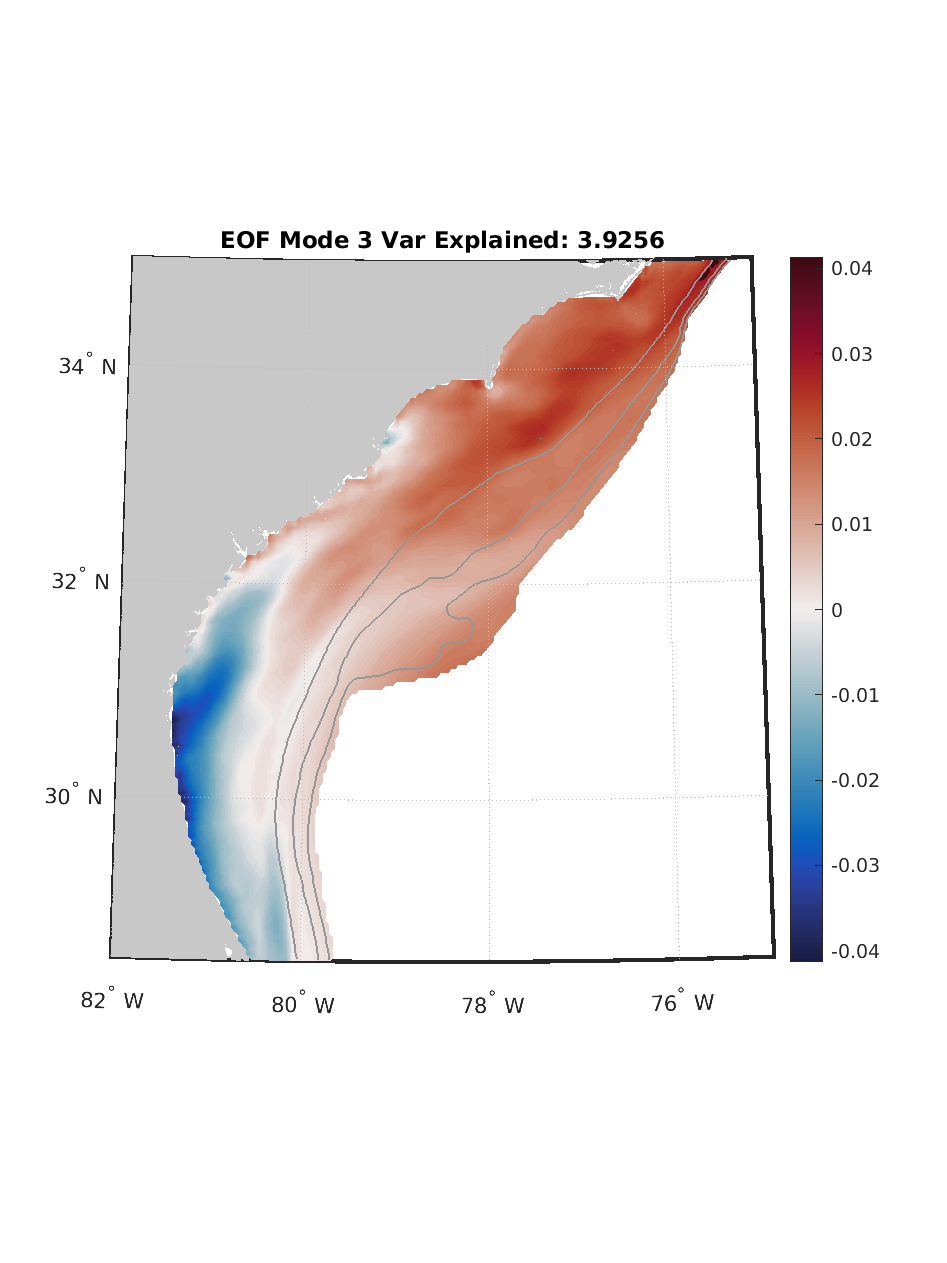 EOF Mode 3 Var Explained: 3.9256
0.04
0.03
34° N
0.02
0.01
32° N
0
-0.01
30° N
-0.02
-0.03
-0.04
82° W
80° W
78° W
76° W